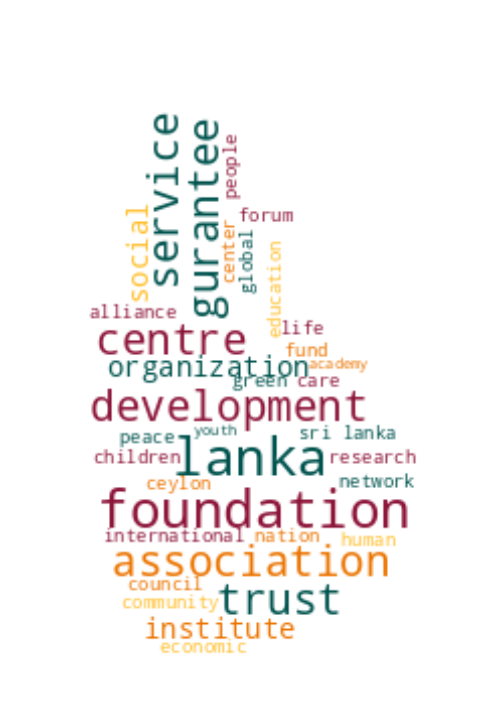 service
gurantee
people
social
forum
center
global
education
alliance
life
centre
fund
organization
academy
green care
development
youth
peace
sri lanka
lanka
children
research
ceylon
network
foundation
international nation
human
association
council
community
trust
institute
economic